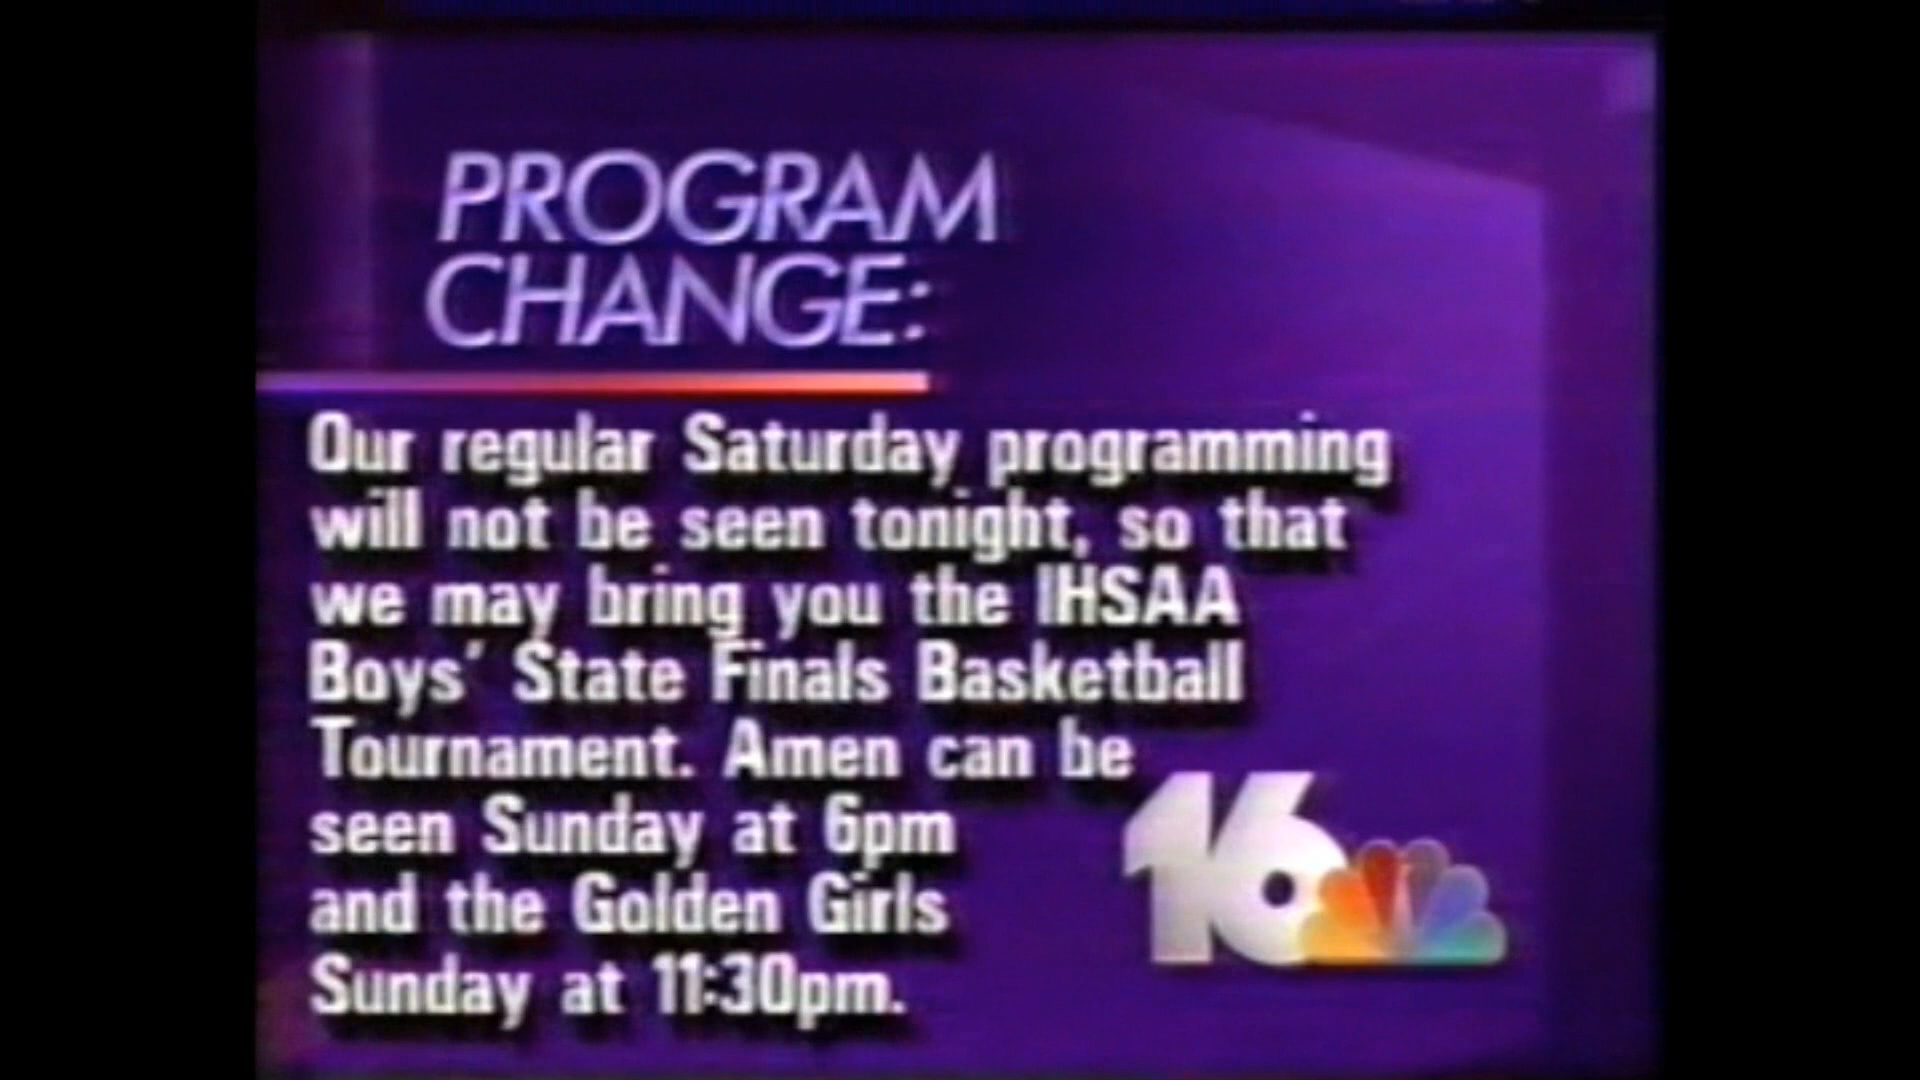 PROGRAM
CHANGE:
Our regular Saturday programming
will not be seen tonight, so that
we may bring you the IHSAA
Boys' State Finals Basketball
Tournament. Amen can be
seen Sunday at 6pm
and the Golden Girls
Sunday at 11:30pm.
16